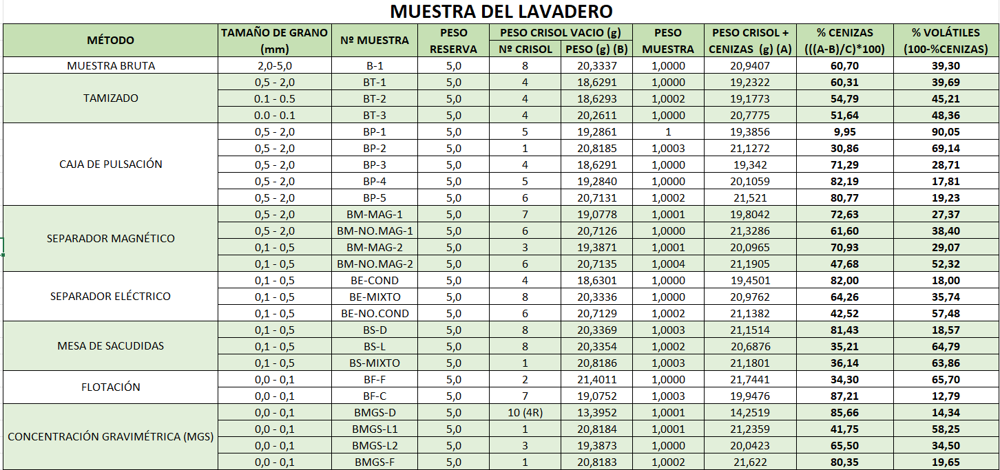 MUESTRA DEL LAVADERO
MÉTODO TAMAÑO DE GRANO (mm) Nº MUESTRA PESO RESERVA PESO CRISOL VACIO (g) PESO MUESTRA PESO CRISOL + CENIZAS (g) (A) % CENIZAS (((A-B)/C)*100) % VOLÁTILES (100-%CENIZAS)
Nº CRISOL PESO (g) (B)
MUESTRA BRUTA 2,0-5,0 B-1 5,0 8 20,3337 1,0000 20,9407 60,70 39,30
TAMIZADO
0,5 - 2,0 BT-1 5,0 4 18,6291 1,0000 19,2322 60,31 39,69
0.1 - 0.5 BT-2 5,0 4 18,6293 1,0002 19,1773 54,79 45,21
0.0 - 0.1 BT-3 5,0 4 20,2611 1,0000 20,7775 51,64 48,36
CAJA DE PULSACIÓN
0,5 - 2,0 BP-1 5,0 5 19,2861 1 19,3856 9,95 90,05
0,5 - 2,0 BP-2 5,0 1 20,8185 1,0003 21,1272 30,86 69,14
0,5 - 2,0 BP-3 5,0 4 18,6291 1,0000 19,342 71,29 28,71
0,5 - 2,0 BP-4 5,0 5 19,2840 1,0000 20,1059 82,19 17,81
0,5 - 2,0 BP-5 5,0 6 20,7131 1,0002 21,521 80,77 19,23
SEPARADOR MAGNÉTICO
0,5 - 2,0 BM-MAG-1 5,0 7 19,0778 1,0001 19,8042 72,63 27,37
0,5 - 2,0 BM-NO.MAG-1 5,0 6 20,7126 1,0000 21,3286 61,60 38,40
0,1 - 0,5 BM-MAG-2 5,0 3 19,3871 1,0001 20,0965 70,93 29,07
0,1 - 0,5 BM-NO.MAG-2 5,0 6 20,7135 1,0004 21,1905 47,68 52,32
SEPARADOR ELÉCTRICO
0,1 - 0,5 BE-COND 5,0 4 18,6301 1,0000 19,4501 82,00 18,00
0,1 - 0,5 BE-MIXTO 5,0 8 20,3336 1,0000 20,9762 64,26 35,74
0,1 - 0,5 BE-NO.COND 5,0 6 20,7129 1,0002 21,1382 42,52 57,48
MESA DE SACUDIDAS
0,1 - 0,5 BS-D 5,0 8 20,3369 1,0003 21,1514 81,43 18,57
0,1 - 0,5 BS-L 5,0 8 20,3354 1,0002 20,6876 35,21 64,79
0,1 - 0,5 BS-MIXTO 5,0 1 20,8186 1,0003 21,1801 36,14 63,86
FLOTACIÓN
0,0 - 0,1 BF-F 5,0 2 21,4011 1,0000 21,7441 34,30 65,70
0,0 - 0,1 BF-C 5,0 7 19,0752 1,0003 19,9476 87,21 12,79
CONCENTRACIÓN GRAVIMÉTRICA (MGS)
0,0 - 0,1 BMGS-D 5,0 10 (4R) 13,3952 1,0001 14,2519 85,66 14,34
0,0 - 0,1 BMGS-L1 5,0 1 20,8184 1,0001 21,2359 41,75 58,25
0,0 - 0,1 BMGS-L2 5,0 3 19,3873 1,0000 20,0423 65,50 34,50
0,0 - 0,1 BMGS-F 5,0 1 20,8183 1,0002 21,622 80,35 19,65